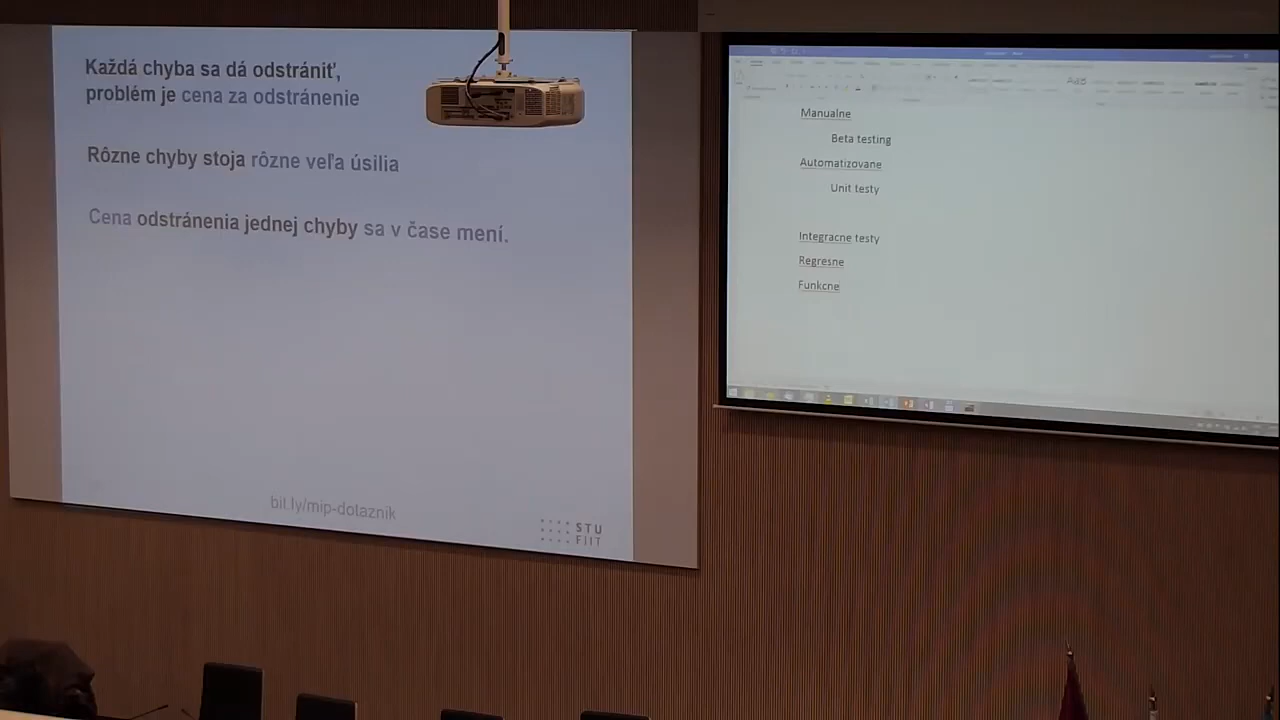 Každá chyba sa dá odstrániť,
problém je cena za odstránenie
Rôzne chyby stoja rôzne veľa úsilia
Cena odstránenia jednej chyby sa v čase mení.
bit.ly/mip-dotaznik
STU
FIIT
Manualne
Beta testing
Automatizovane
Unit testy
Integracne testy
Regresne
Funkcne